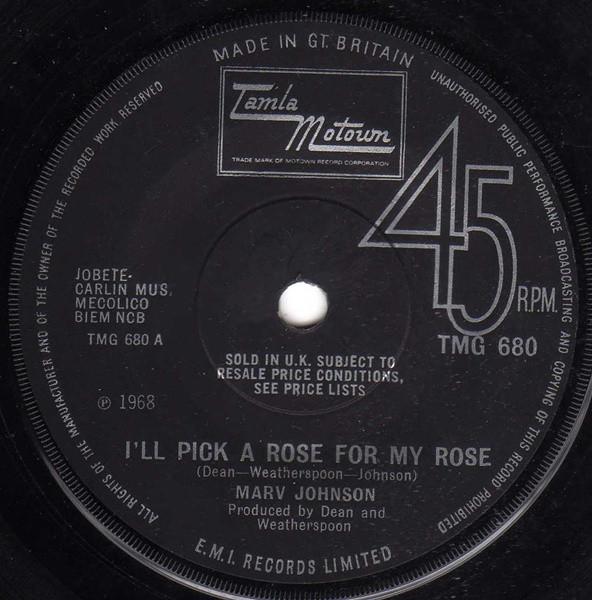 MADE IN GT. BRITAIN
UNAUTHORISED PUBLIC PERFORMANCE BROADCASTING AND COPYING OF THIS RECORD PROHIBITED
ALL RIGHTS OF THE MANUFACTURER AND OF THE OWNER OF THE RECORDED WORK RESERVED
Tamla
Motown
TRADE MARK OF MOTOWN RECORD CORPORATION
45
R.P.M.
TMG 680
JOBETE-
CARLIN MUS.
MECOLICO
BIEM NCB
TMG 680 A
SOLD IN U.K. SUBJECT TO
RESALE PRICE CONDITIONS,
SEE PRICE LISTS
℗ 1968
I'LL PICK A ROSE FOR MY ROSE
(Dean—Weatherspoon—Johnson)
MARV JOHNSON
Produced by Dean and
Weatherspoon
E.M.I. RECORDS LIMITED